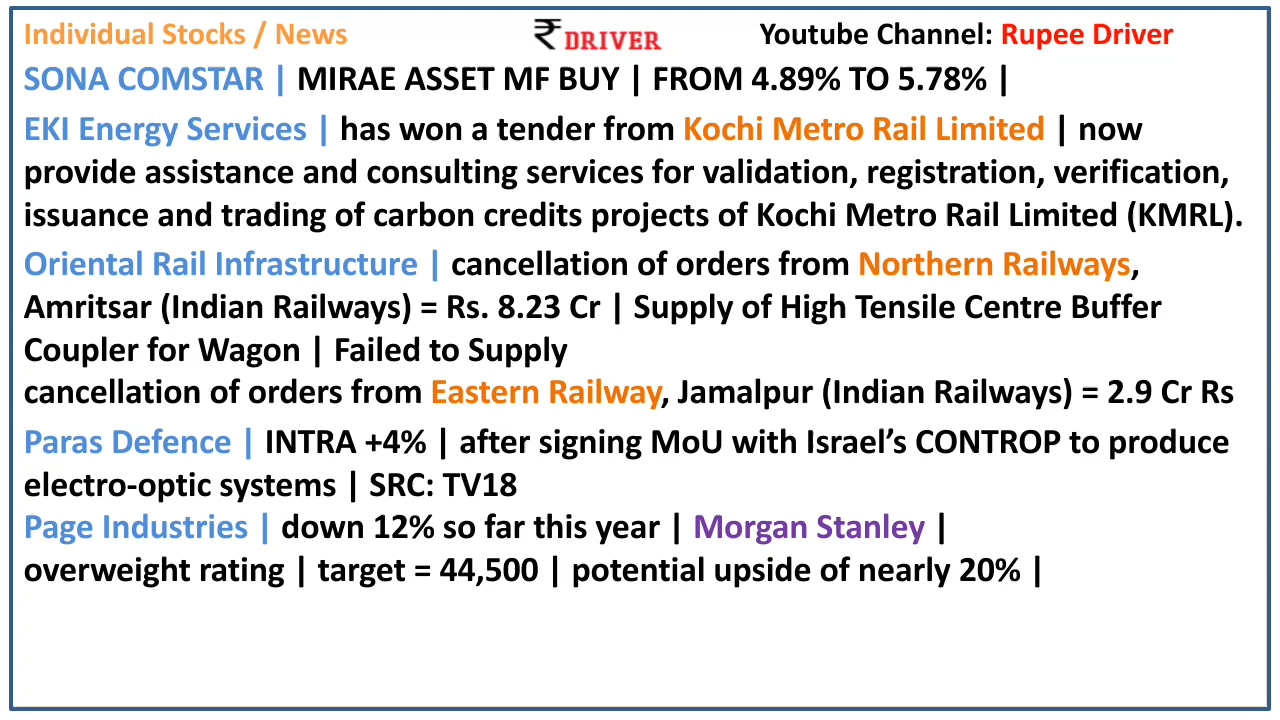 Individual Stocks / News ₹ DRIVER Youtube Channel: Rupee Driver
SONA COMSTAR | MIRAE ASSET MF BUY | FROM 4.89% TO 5.78% |
EKI Energy Services | has won a tender from Kochi Metro Rail Limited | now
provide assistance and consulting services for validation, registration, verification,
issuance and trading of carbon credits projects of Kochi Metro Rail Limited (KMRL).
Oriental Rail Infrastructure | cancellation of orders from Northern Railways,
Amritsar (Indian Railways) = Rs. 8.23 Cr | Supply of High Tensile Centre Buffer
Coupler for Wagon | Failed to Supply
cancellation of orders from Eastern Railway, Jamalpur (Indian Railways) = 2.9 Cr Rs
Paras Defence | INTRA +4% | after signing MoU with Israel’s CONTROP to produce
electro-optic systems | SRC: TV18
Page Industries | down 12% so far this year | Morgan Stanley |
overweight rating | target = 44,500 | potential upside of nearly 20% |